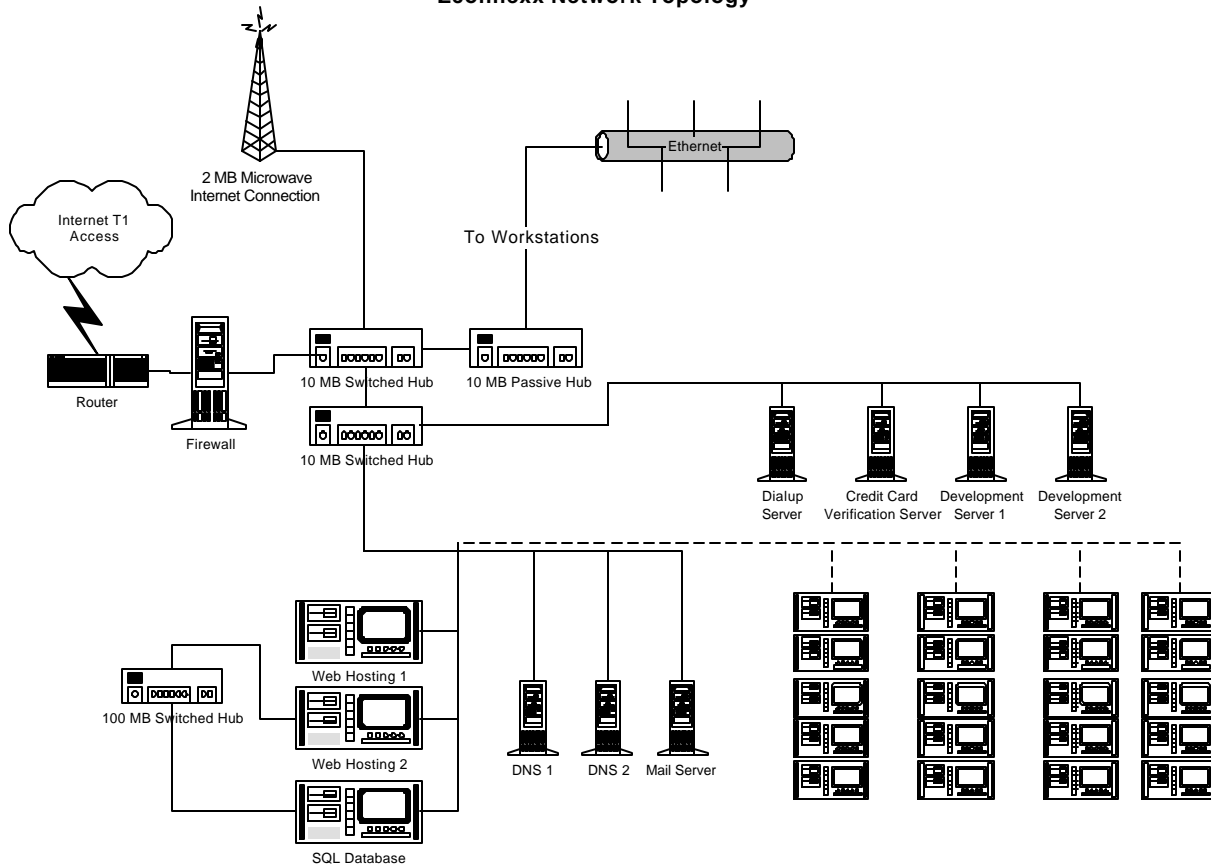 Network Topology
2 MB Microwave
Internet Connection
Internet T1
Access
Ethernet
To Workstations
Router
Firewall
10 MB Switched Hub
10 MB Passive Hub
10 MB Switched Hub
Dialup
Server
Credit Card
Verification Server
Development
Server 1
Development
Server 2
Web Hosting 1
100 MB Switched Hub
Web Hosting 2
DNS 1
DNS 2
Mail Server
SQL Database